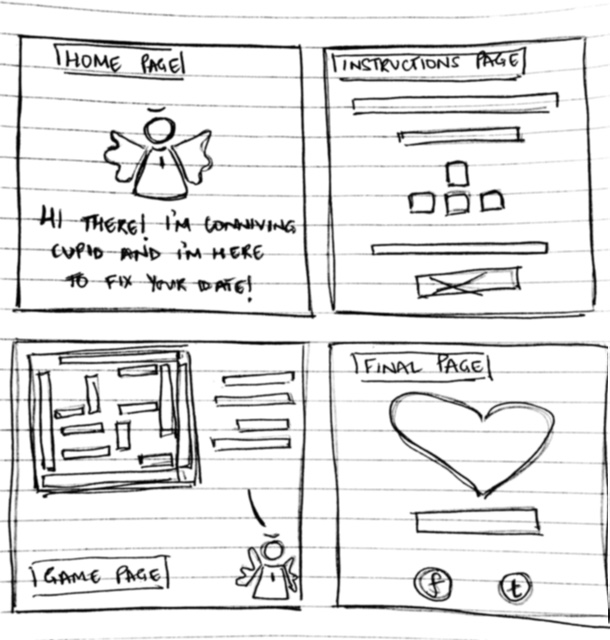 HOME PAGE
HI THERE! I'M CONNIVING
CUPID AND I'M HERE
TO FIX YOUR DATE!
INSTRUCTIONS PAGE
GAME PAGE
FINAL PAGE
f t